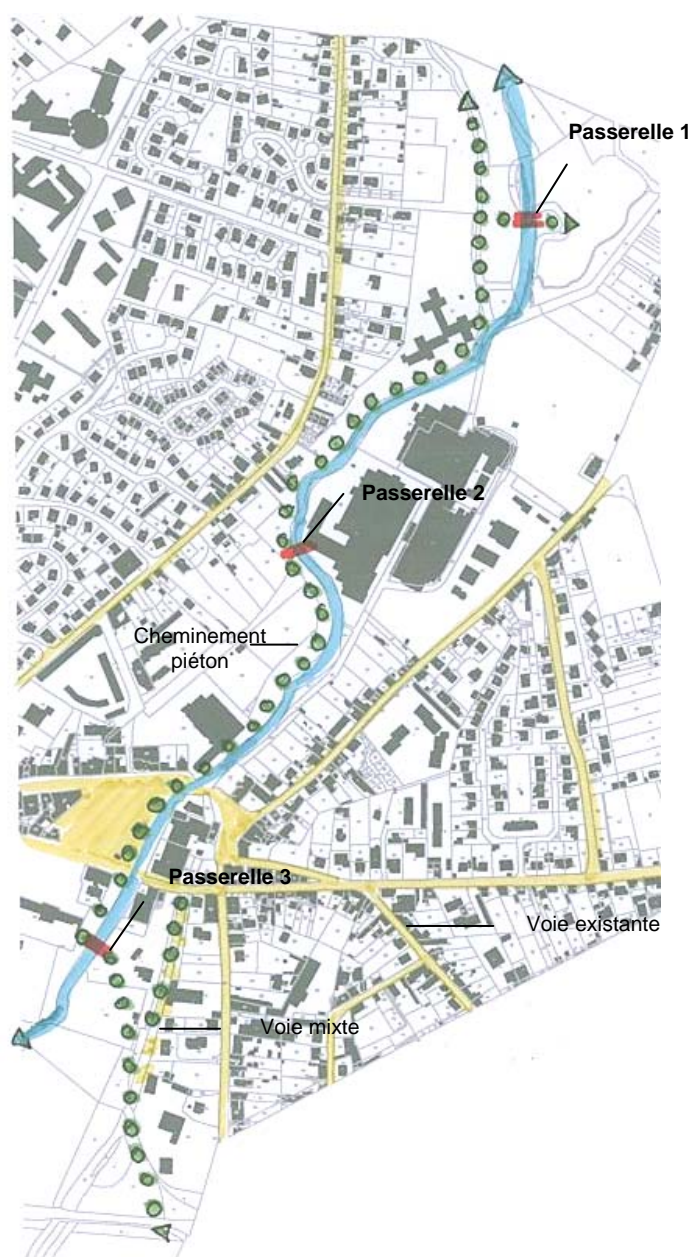 Passerelle 1
Passerelle 2
Cheminement
piéton
Passerelle 3
Voie existante
Voie mixte